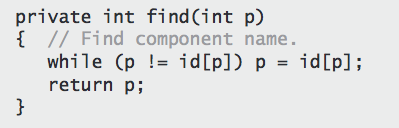 private int find(int p)
{  // Find component name.
   while (p != id[p]) p = id[p];
   return p;
}